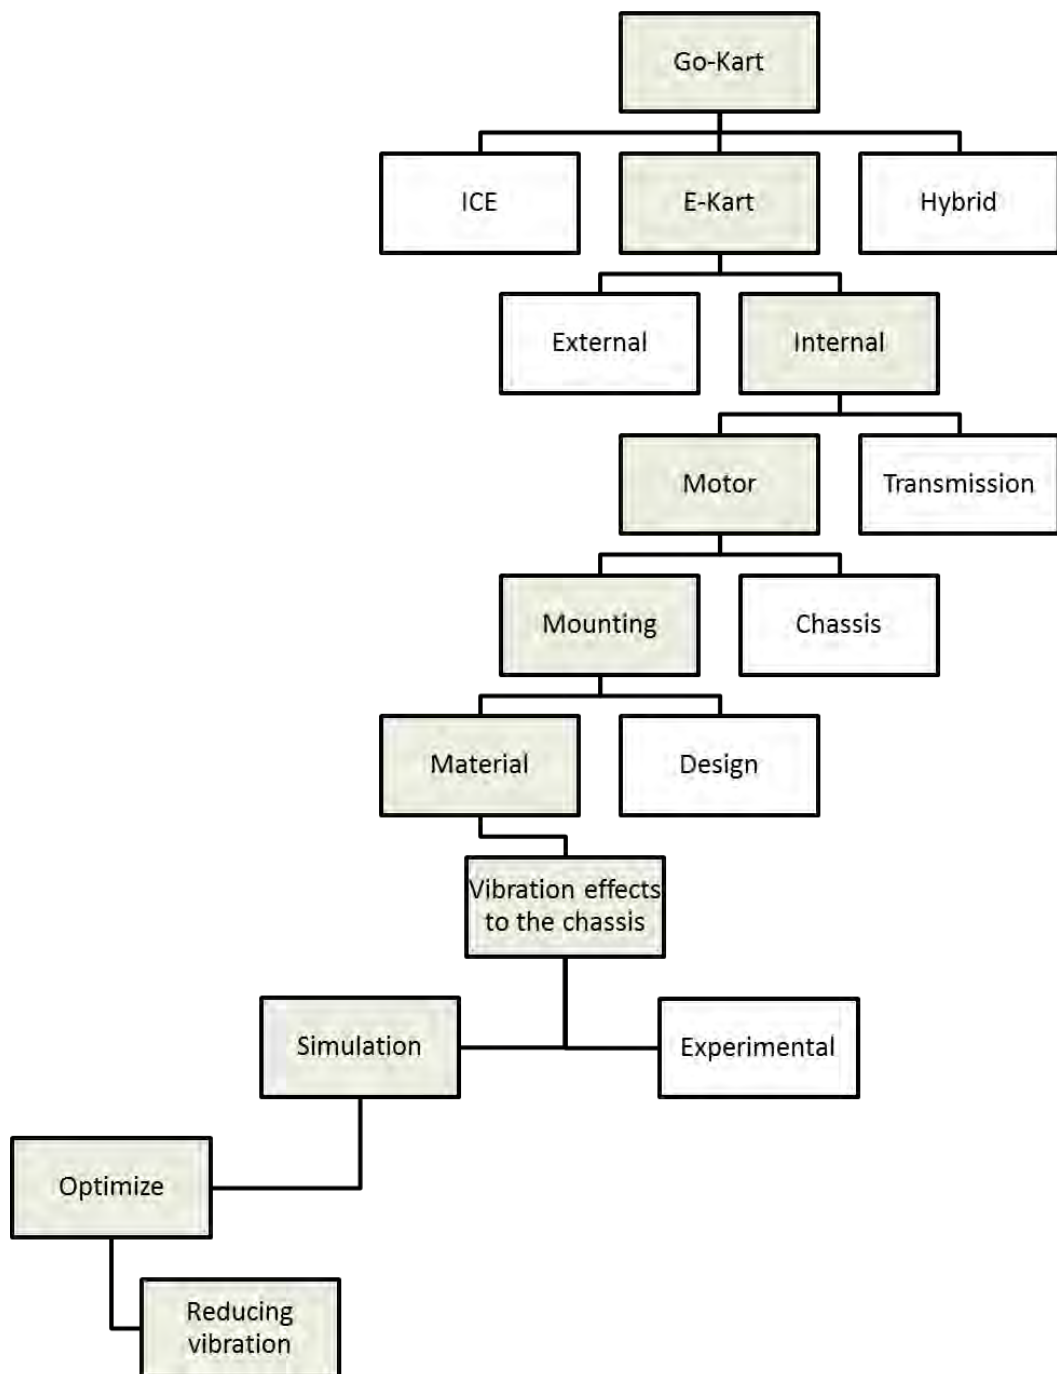 Go-Kart
ICE
E-Kart
Hybrid
External
Internal
Motor
Transmission
Mounting
Chassis
Material
Design
Vibration effects
to the chassis
Simulation
Experimental
Optimize
Reducing
vibration